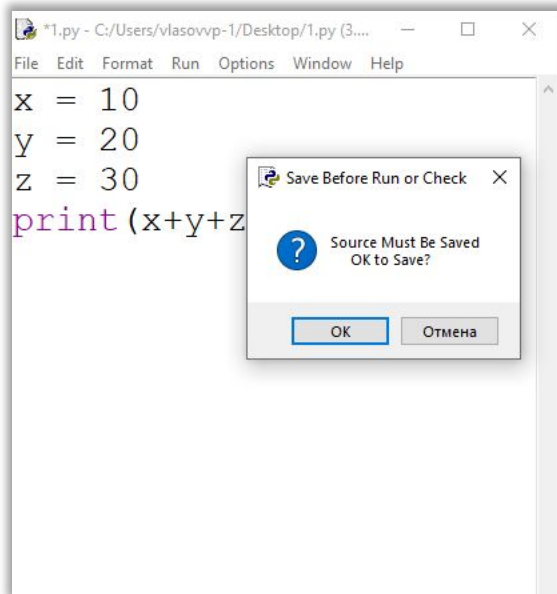 *1.py - C:/Users/vlasovvp-1/Desktop/1.py (3....
File Edit Format Run Options Window Help
x = 10
y = 20
z = 30
print(x+y+z
Save Before Run or Check
Source Must Be Saved
OK to Save?
OK Отмена